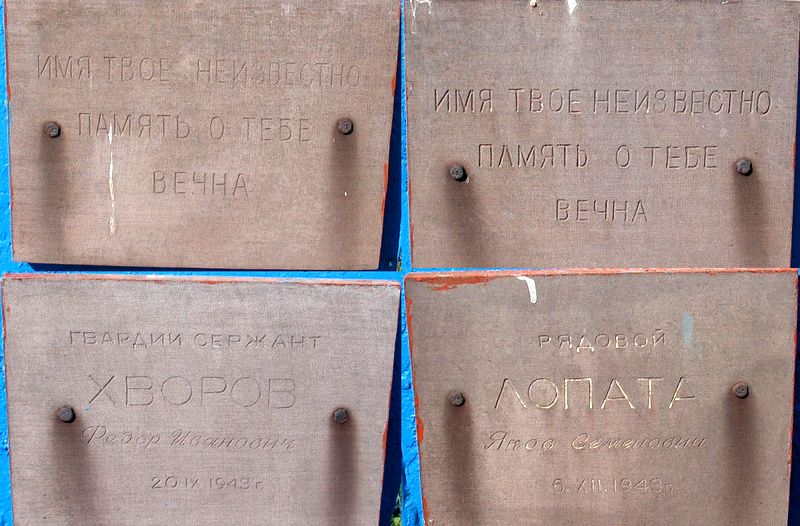 ИМЯ ТВОЕ НЕИЗВЕСТНО
ПАМЯТЬ О ТЕБЕ
ВЕЧНА
ИМЯ ТВОЕ НЕИЗВЕСТНО
ПАМЯТЬ О ТЕБЕ
ВЕЧНА
ГВАРДИИ СЕРЖАНТ
ХВОРОВ
Федор Иванович
20 IX 1943 г.
РЯДОВОЙ
ЛОПАТА
Яков Семенович
6. XII. 1943 г.